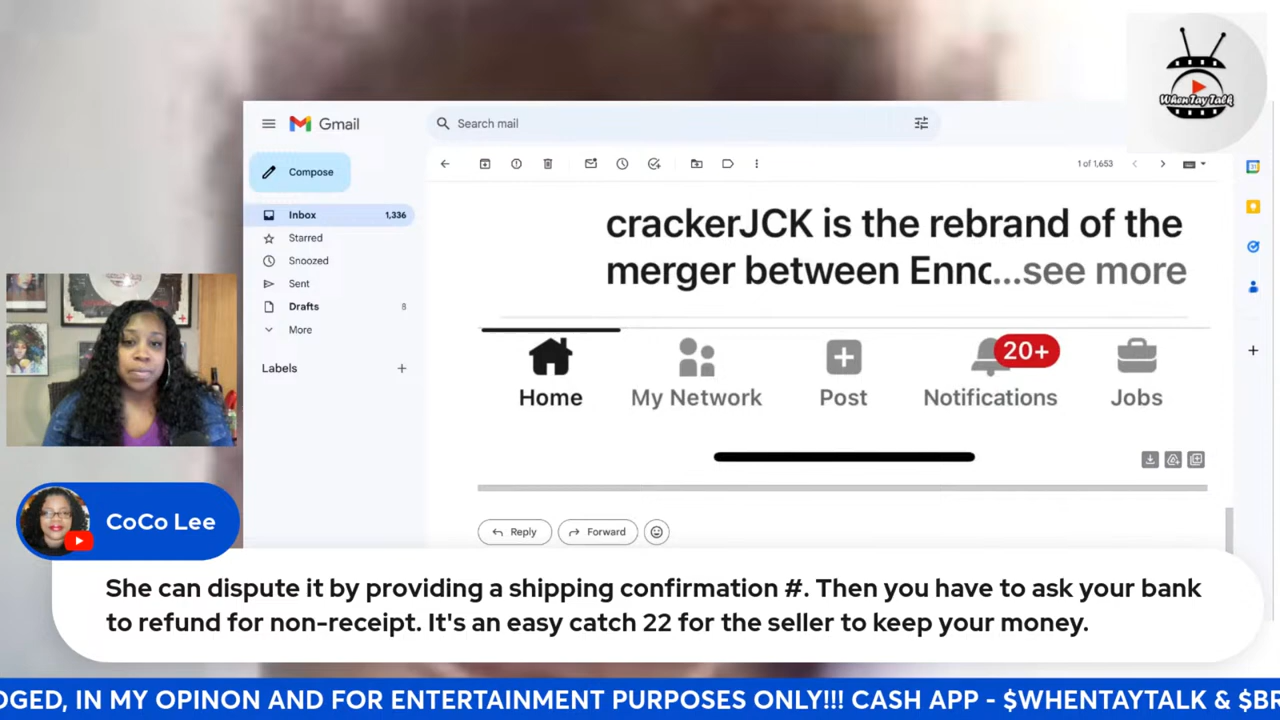 WhenTayTalk
Gmail
Search mail
Compose
1 of 1,653
Inbox 1,336
Starred
Snoozed
Sent
Drafts 8
More
Labels
31
crackerJCK is the rebrand of the
merger between Enno...see more
20+
Home My Network Post Notifications Jobs
Reply Forward
CoCo Lee
She can dispute it by providing a shipping confirmation #. Then you have to ask your bank
to refund for non-receipt. It's an easy catch 22 for the seller to keep your money.
DGED, IN MY OPINON AND FOR ENTERTAINMENT PURPOSES ONLY!!! CASH APP - $WHENTAYTALK & $BR